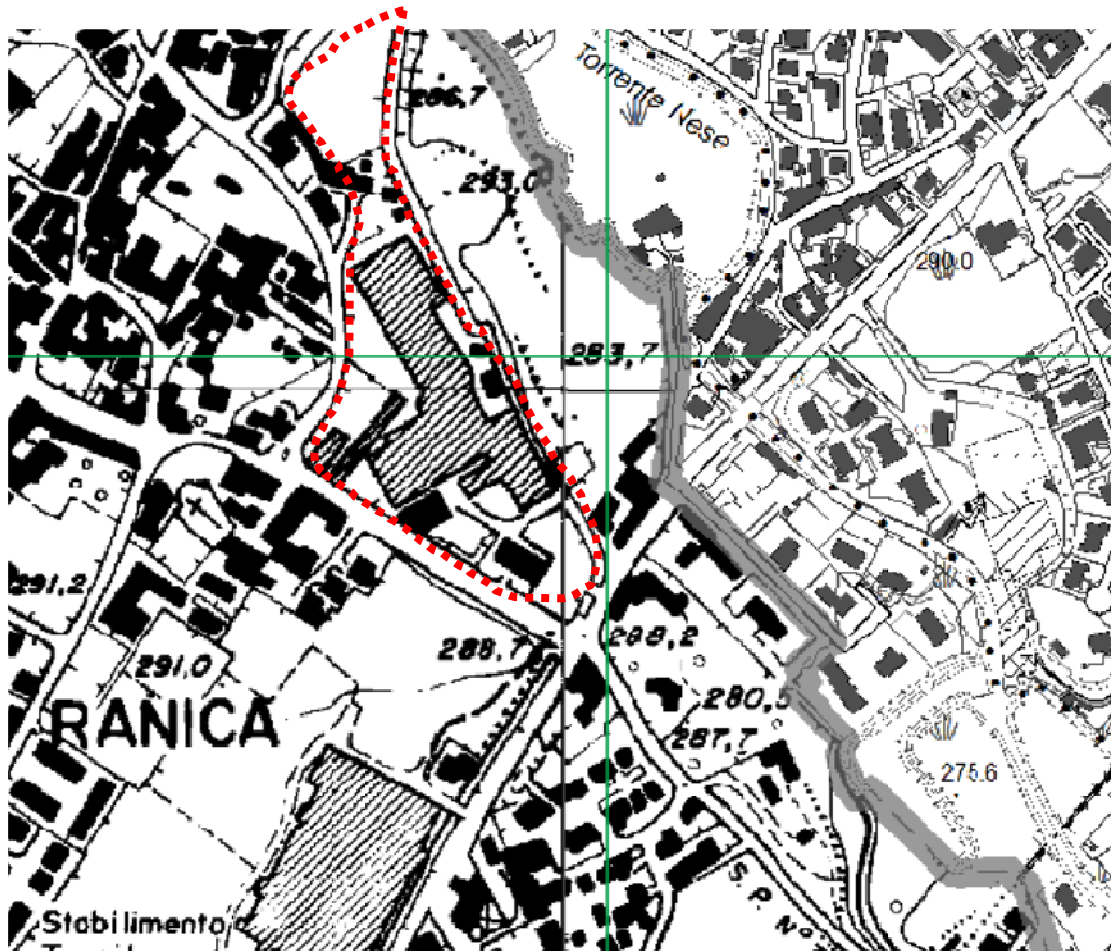 Torrente Nese
286,7
293,0
290.0
283,7
291,2
291,0
288,7
288,2
RANICA
280,5
287,7
275.6
S.P. N°
Stabilimento